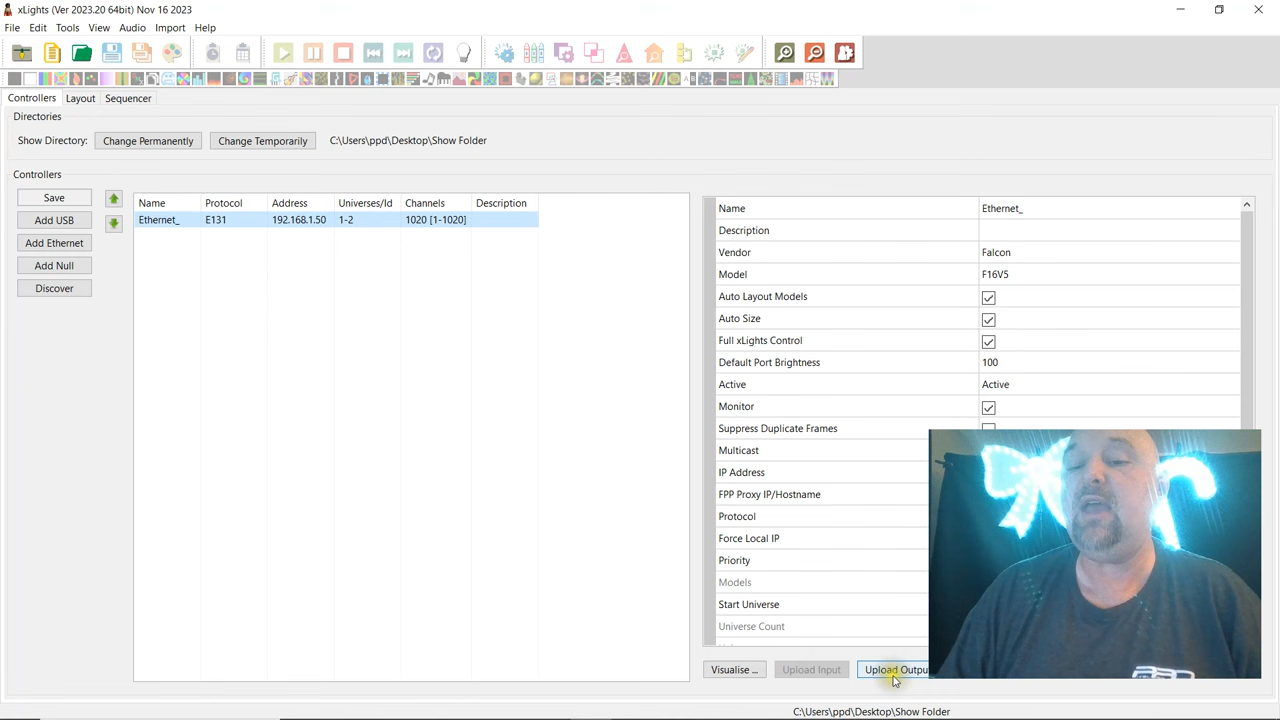 xLights (Ver 2023.20 64bit) Nov 16 2023
File Edit Tools View Audio Import Help
Controllers Layout Sequencer
Directories
Show Directory: Change Permanently Change Temporarily C:\Users\ppd\Desktop\Show Folder
Controllers
Save
Add USB
Add Ethernet
Add Null
Discover
Name Protocol Address Universes/Id Channels Description
Ethernet_ E131 192.168.1.50 1-2 1020 [1-1020]
Name Ethernet_
Description
Vendor Falcon
Model F16V5
Auto Layout Models
Auto Size
Full xLights Control
Default Port Brightness 100
Active Active
Monitor
Suppress Duplicate Frames
Multicast
IP Address
FPP Proxy IP/Hostname
Protocol
Force Local IP
Priority
Models
Start Universe
Universe Count
Visualise ... Upload Input Upload Outpu
C:\Users\ppd\Desktop\Show Folder